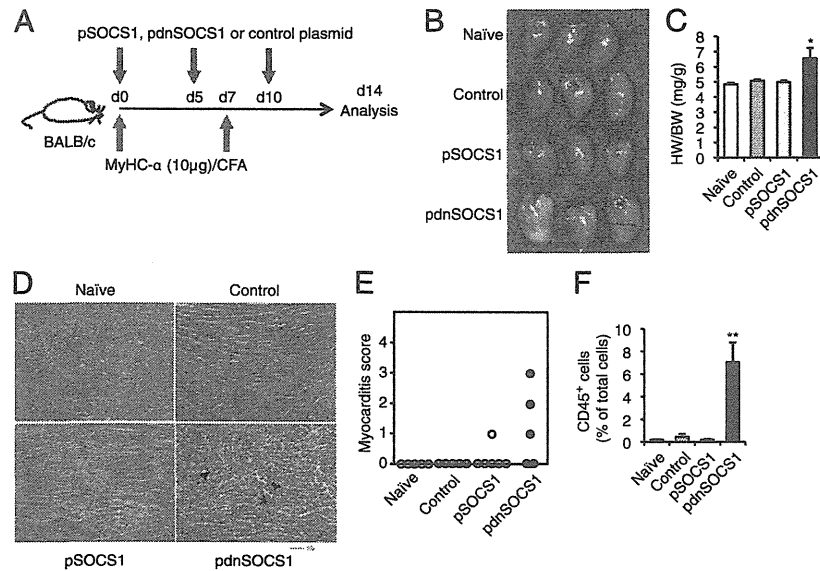 A
pSOCS1, pdnSOCS1 or control plasmid
d0 d5 d7 d10
d14
Analysis
BALB/c
MyHC-α (10μg)/CFA
B
Naïve
Control
pSOCS1
pdnSOCS1
C
HW/BW (mg/g)
9
8
7
6
5
4
3
2
1
0
*
Naïve
Control
pSOCS1
pdnSOCS1
D
Naïve
Control
pSOCS1
pdnSOCS1
E
Myocarditis score
4
3
2
1
0
Naïve
Control
pSOCS1
pdnSOCS1
F
CD45+ cells
(% of total cells)
10
8
6
4
2
0
**
Naïve
Control
pSOCS1
pdnSOCS1